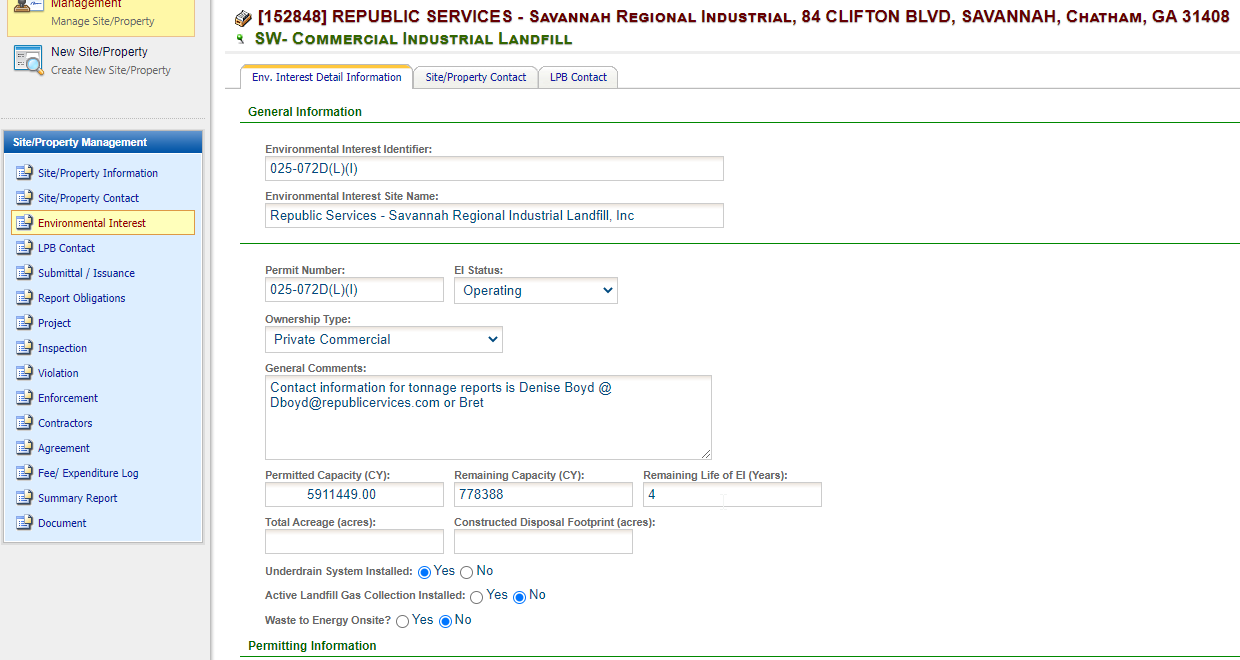 Management
Manage Site/Property
New Site/Property
Create New Site/Property
Site/Property Management
Site/Property Information
Site/Property Contact
Environmental Interest
LPB Contact
Submittal / Issuance
Report Obligations
Project
Inspection
Violation
Enforcement
Contractors
Agreement
Fee/ Expenditure Log
Summary Report
Document
[152848] REPUBLIC SERVICES - Savannah Regional Industrial, 84 CLIFTON BLVD, SAVANNAH, Chatham, GA 31408
SW- Commercial Industrial Landfill
Env. Interest Detail Information Site/Property Contact LPB Contact
General Information
Environmental Interest Identifier:
025-072D(L)(I)
Environmental Interest Site Name:
Republic Services - Savannah Regional Industrial Landfill, Inc
Permit Number: EI Status:
025-072D(L)(I) Operating
Ownership Type:
Private Commercial
General Comments:
Contact information for tonnage reports is Denise Boyd @
Dboyd@republicervices.com or Bret
Permitted Capacity (CY): Remaining Capacity (CY): Remaining Life of EI (Years):
5911449.00 778388 4
Total Acreage (acres): Constructed Disposal Footprint (acres):
Underdrain System Installed: Yes No
Active Landfill Gas Collection Installed: Yes No
Waste to Energy Onsite? Yes No
Permitting Information